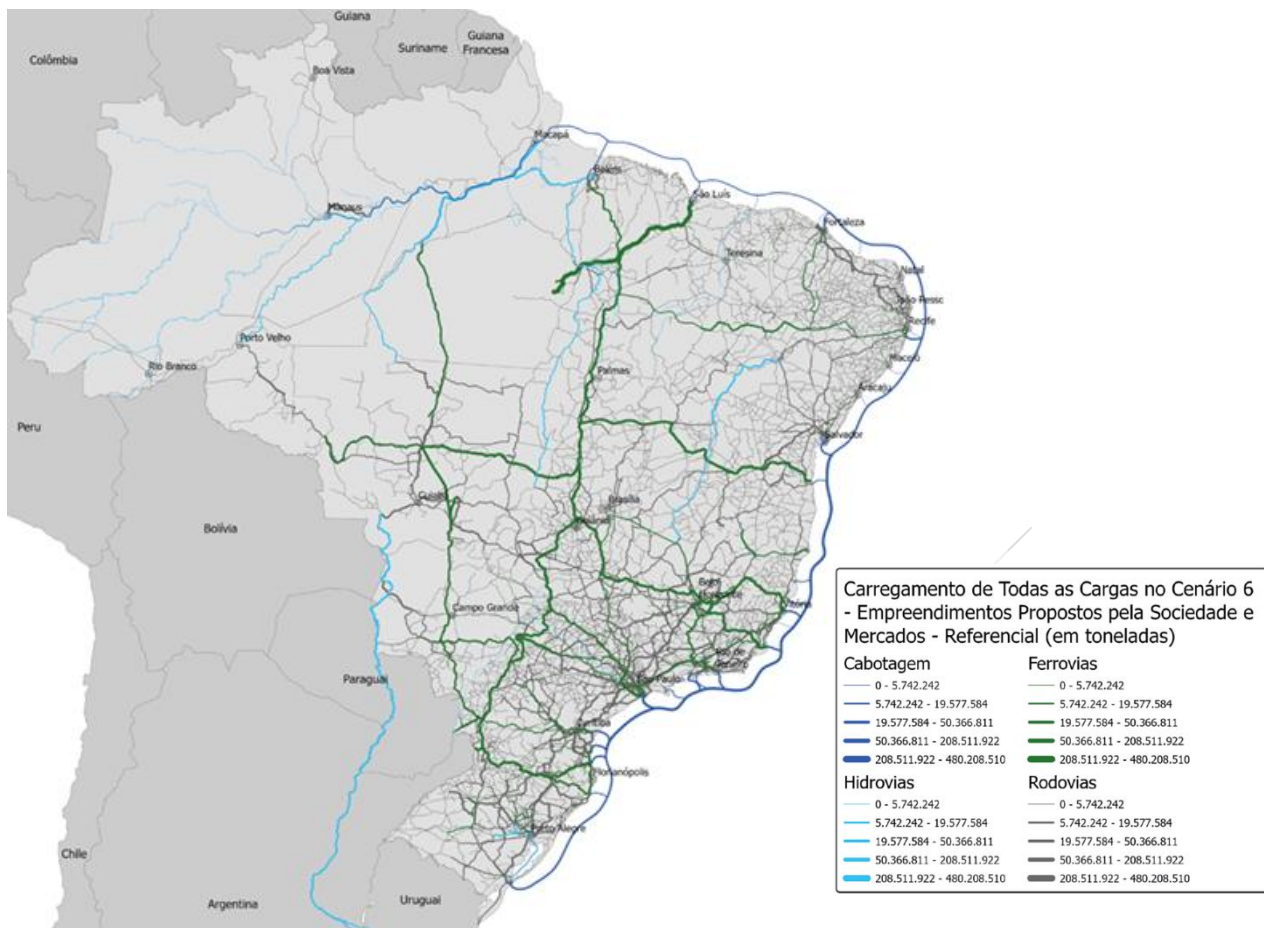 Guiana
Suriname
Guiana
Francesa
Colômbia
Boa Vista
Macapá
Belém
São Luís
Manaus
Fortaleza
Teresina
Natal
João Pessc
Recife
Porto Velho
Rio Branco
Maceió
Palmas
Aracaju
Peru
Salvador
Cuiabá
Brasília
Bolívia
Goiânia
Belo
Horizonte
Vitória
Campo Grande
Rio de
Janeiro
São Paulo
Paraguai
Curitiba
Florianópolis
Porto Alegre
Chile
Argentina
Uruguai
Carregamento de Todas as Cargas no Cenário 6
- Empreendimentos Propostos pela Sociedade e
Mercados - Referencial (em toneladas)
Cabotagem
0 - 5.742.242
5.742.242 - 19.577.584
19.577.584 - 50.366.811
50.366.811 - 208.511.922
208.511.922 - 480.208.510
Ferrovias
0 - 5.742.242
5.742.242 - 19.577.584
19.577.584 - 50.366.811
50.366.811 - 208.511.922
208.511.922 - 480.208.510
Hidrovias
0 - 5.742.242
5.742.242 - 19.577.584
19.577.584 - 50.366.811
50.366.811 - 208.511.922
208.511.922 - 480.208.510
Rodovias
0 - 5.742.242
5.742.242 - 19.577.584
19.577.584 - 50.366.811
50.366.811 - 208.511.922
208.511.922 - 480.208.510